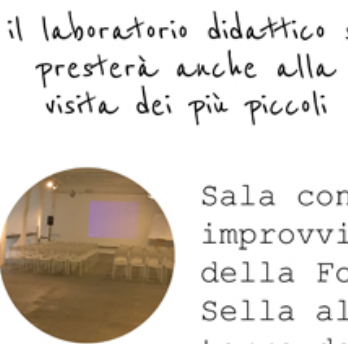 il laboratorio didattico
presterà anche alla
visita dei più piccoli
Sala con
improvvi
della Fo
Sella al